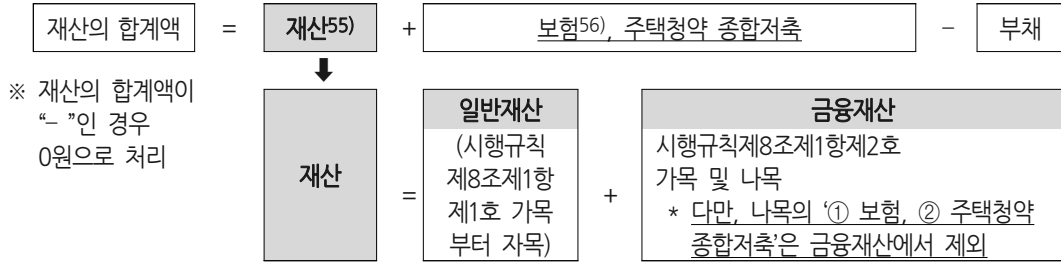 재산의 합계액 = 재산55) + 보험56), 주택청약 종합저축 – 부채
※ 재산의 합계액이
“– ”인 경우
0원으로 처리
재산 =
일반재산
(시행규칙
제8조제1항
제1호 가목
부터 자목)
+
금융재산
시행규칙제8조제1항제2호
가목 및 나목
* 다만, 나목의 ‘① 보험, ② 주택청약
종합저축’은 금융재산에서 제외